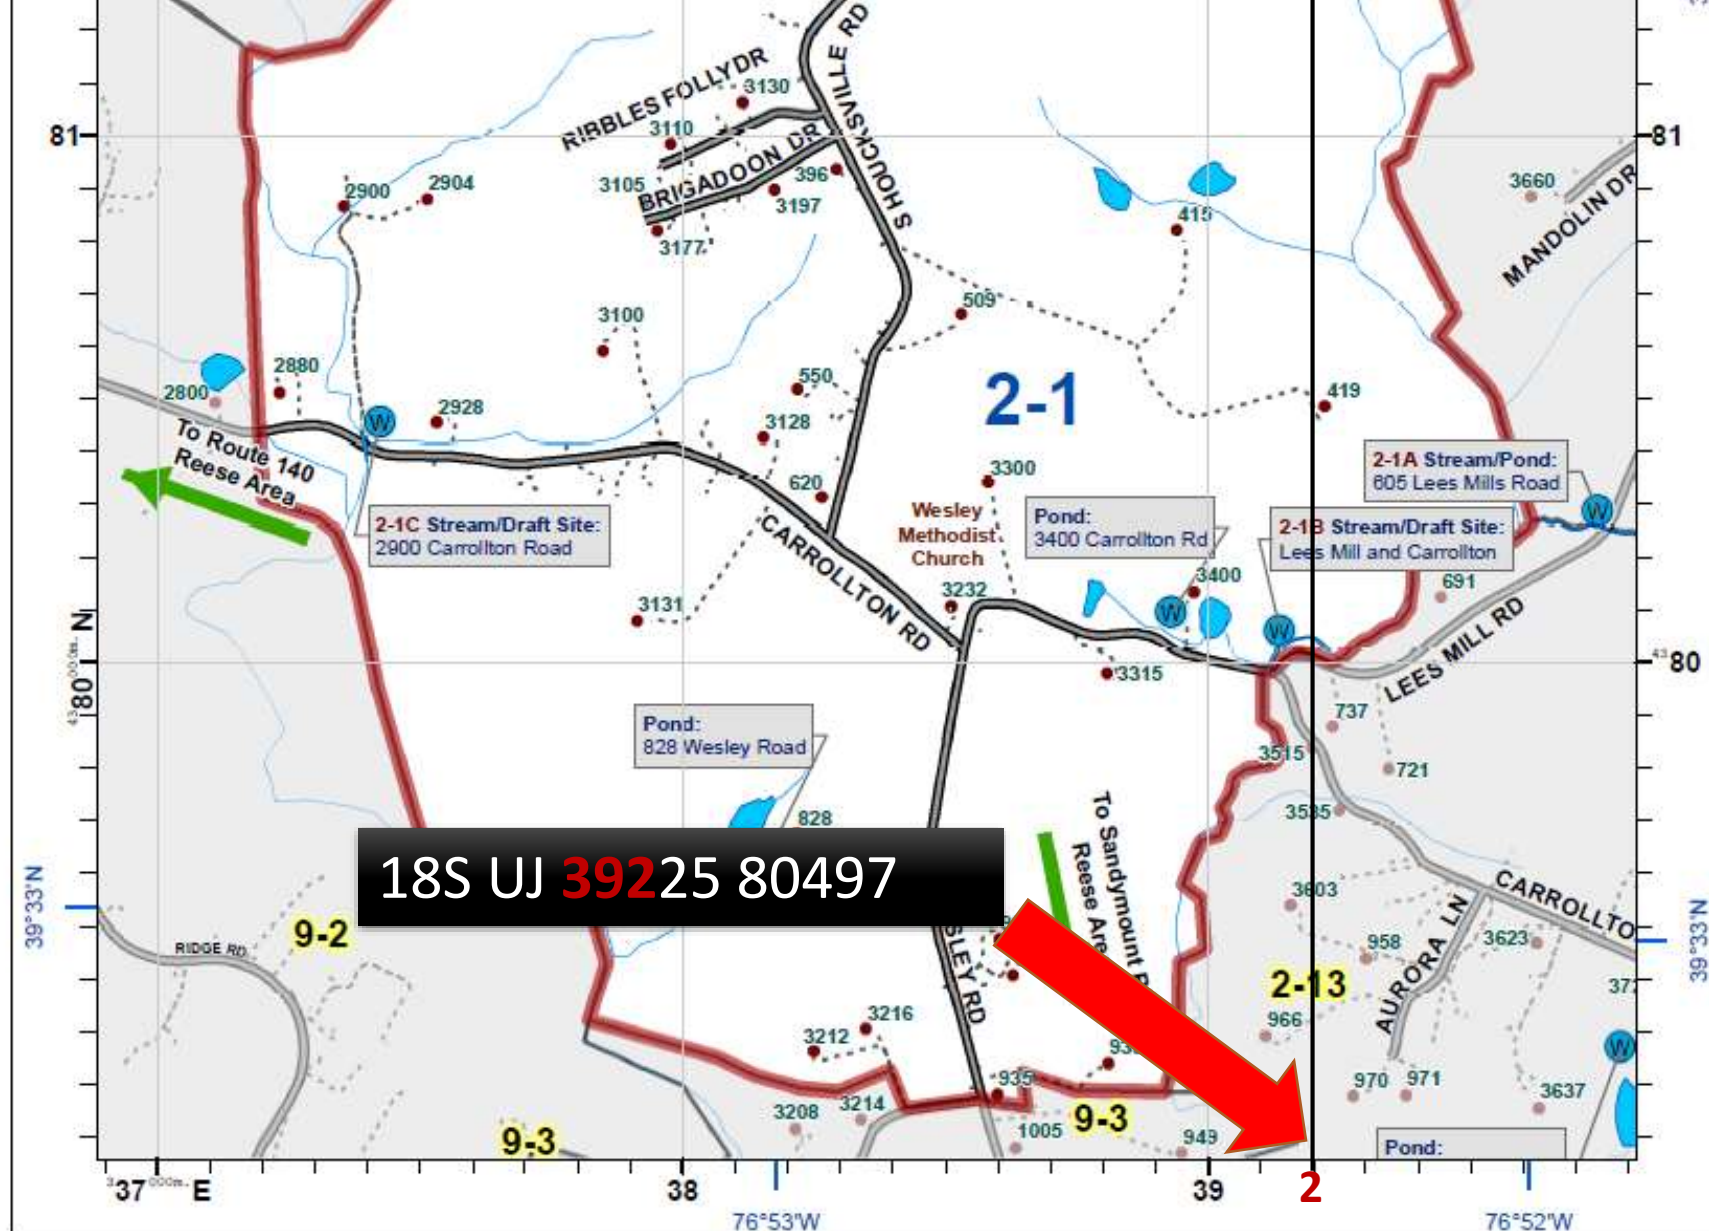 S HOUCKSVILLE RD
RIBBLES FOLLY DR
3130
3110
81
81
BRIGADOON DR
396
3105
3197
3177
2900
2904
415
3660
MANDOLIN DR
509
3100
2880
2800
550
2-1
419
W
2928
3128
To Route 140
Reese Area
620
3300
2-1A Stream/Pond:
605 Lees Mills Road
W
Wesley
Methodist
Church
Pond:
3400 Carrollton Rd
2-1C Stream/Draft Site:
2900 Carrollton Road
2-1B Stream/Draft Site:
Lees Mill and Carrollton
CARROLLTON RD
3400
691
3131
3232
W
W
LEES MILL RD
4380000m. N
4380
3315
737
Pond:
828 Wesley Road
3515
721
828
3535
To Sandymount
Reese Area
18S UJ 39225 80497
39°33'N
39°33'N
3603
CARROLLTO
AURORA LN
958
3623
9-2
RIDGE RD
2-13
966
3216
3212
W
935
970
971
3637
3208
3214
9-3
1005
949
9-3
Pond:
37000m. E
38
39
2
76°53'W
76°52'W